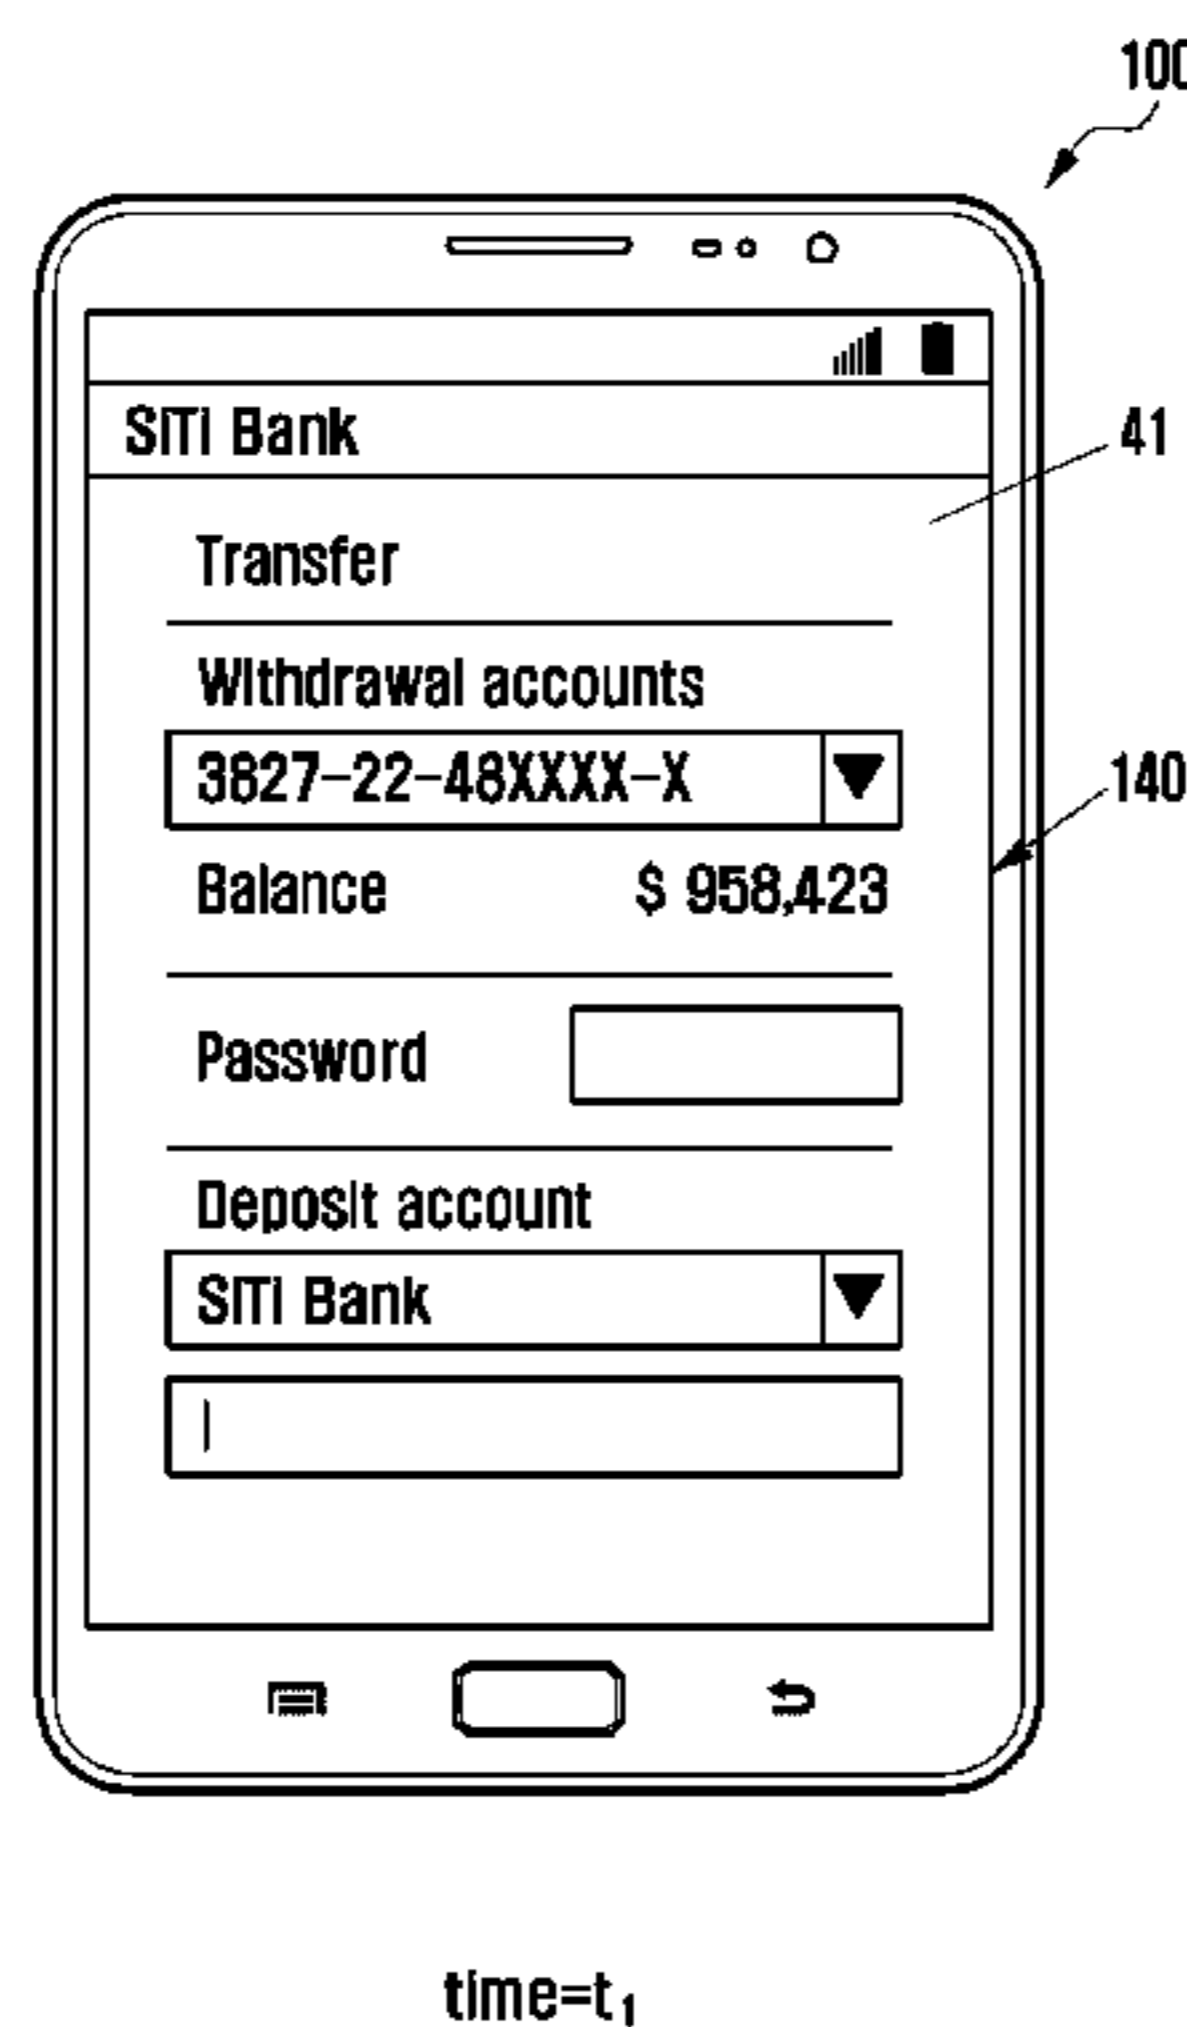 100
SiTi Bank
41
Transfer
Withdrawal accounts
3827-22-48XXXX-X
140
Balance $ 958,423
Password
Deposit account
SiTi Bank
time=t₁